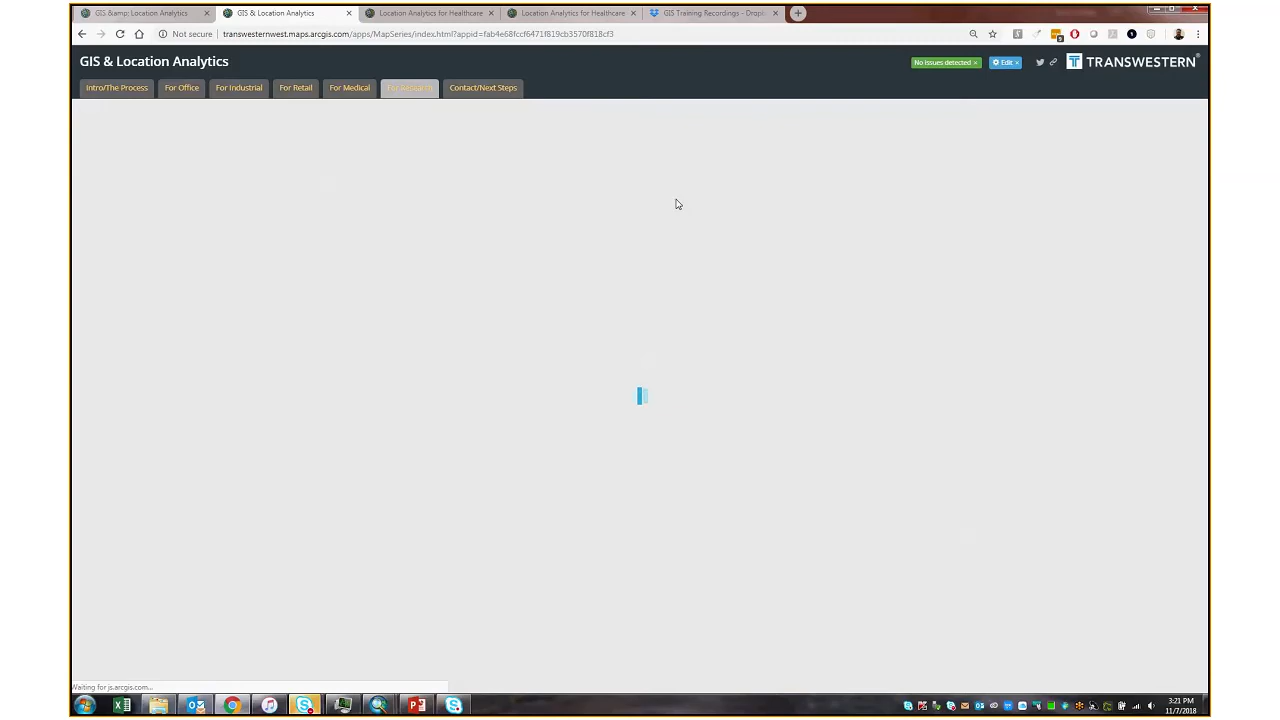 GIS &amp; Location Analytics
GIS & Location Analytics
Location Analytics for Healthcare
Location Analytics for Healthcare
GIS Training Recordings - Dropb
Not secure
transwesternwest.maps.arcgis.com/apps/MapSeries/index.html?appid=fab4e68fccf6471f819cb3570f818cf3
GIS & Location Analytics
No issues detected ×
Edit ×
TRANSWESTERN
Intro/The Process
For Office
For Industrial
For Retail
For Medical
Contact/Next Steps
Waiting for js.arcgis.com...
3:21 PM
11/7/2018